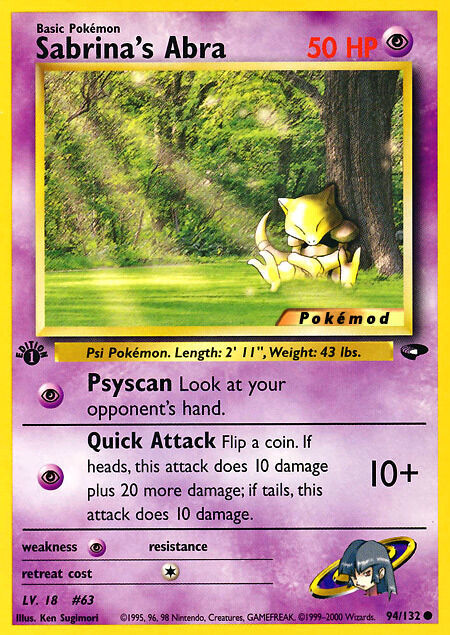 Basic Pokémon
Sabrina's Abra
50 HP
Pokémod
EDITION
1
Psi Pokémon. Length: 2' 11", Weight: 43 lbs.
Psyscan Look at your
opponent's hand.
Quick Attack Flip a coin. If
heads, this attack does 10 damage
plus 20 more damage; if tails, this
attack does 10 damage.
10+
weakness
resistance
retreat cost
LV. 18 #63
Illus. Ken Sugimori
©1995, 96, 98 Nintendo, Creatures, GAMEFREAK. ©1999-2000 Wizards.
94/132